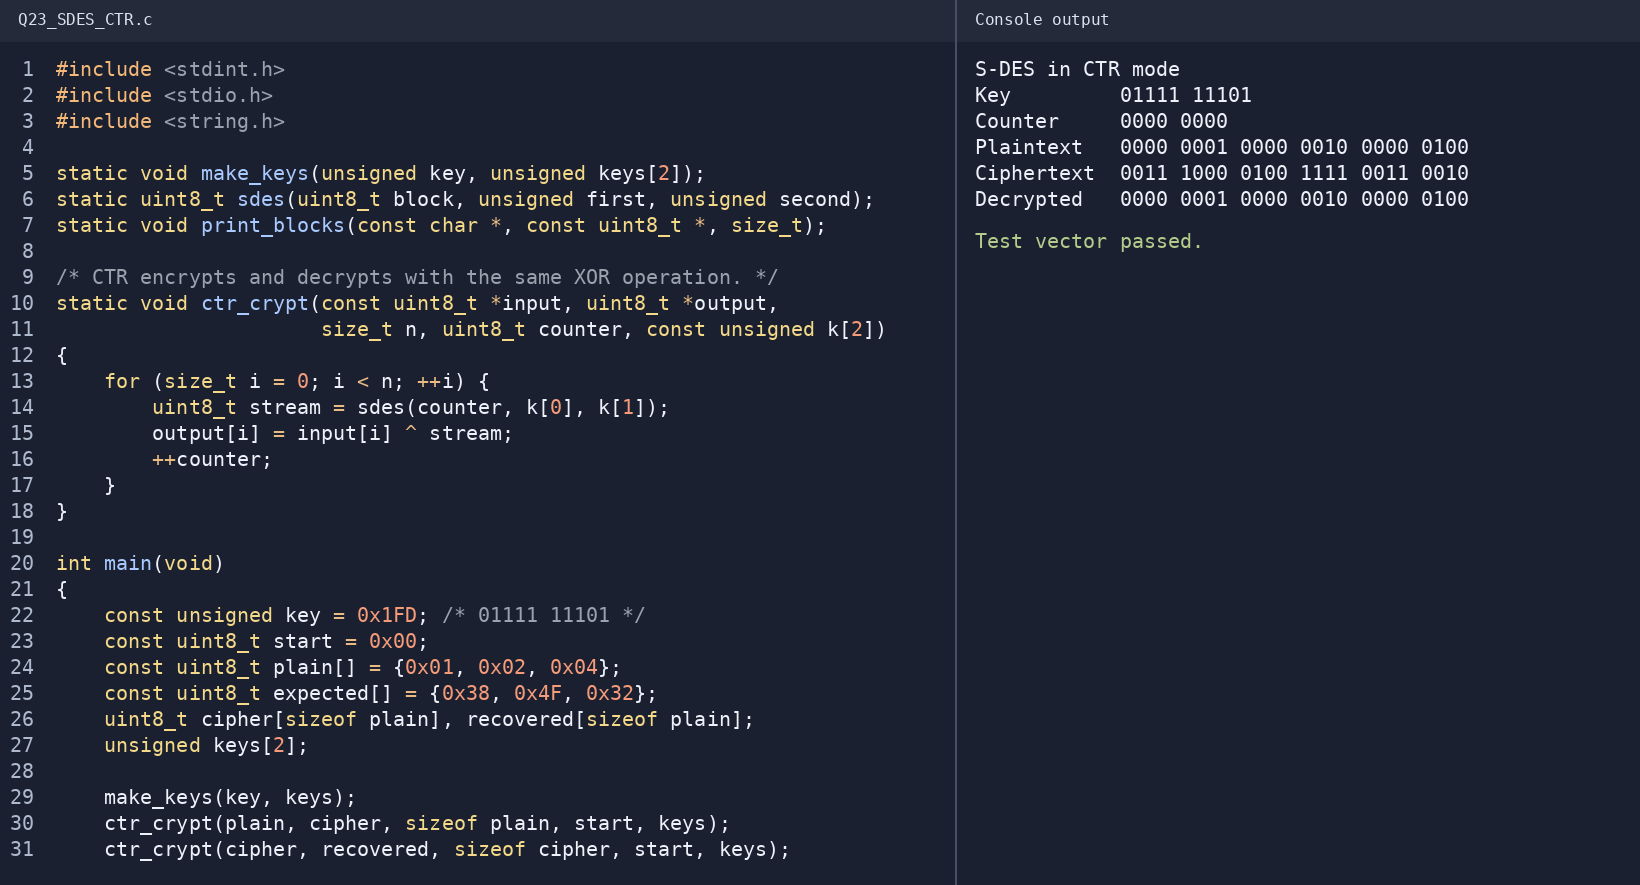 Q23_SDES_CTR.c
1 #include <stdint.h>
2 #include <stdio.h>
3 #include <string.h>
4
5 static void make_keys(unsigned key, unsigned keys[2]);
6 static uint8_t sdes(uint8_t block, unsigned first, unsigned second);
7 static void print_blocks(const char *, const uint8_t *, size_t);
8
9 /* CTR encrypts and decrypts with the same XOR operation. */
10 static void ctr_crypt(const uint8_t *input, uint8_t *output,
11                       size_t n, uint8_t counter, const unsigned k[2])
12 {
13     for (size_t i = 0; i < n; ++i) {
14         uint8_t stream = sdes(counter, k[0], k[1]);
15         output[i] = input[i] ^ stream;
16         ++counter;
17     }
18 }
19
20 int main(void)
21 {
22     const unsigned key = 0x1FD; /* 01111 11101 */
23     const uint8_t start = 0x00;
24     const uint8_t plain[] = {0x01, 0x02, 0x04};
25     const uint8_t expected[] = {0x38, 0x4F, 0x32};
26     uint8_t cipher[sizeof plain], recovered[sizeof plain];
27     unsigned keys[2];
28
29     make_keys(key, keys);
30     ctr_crypt(plain, cipher, sizeof plain, start, keys);
31     ctr_crypt(cipher, recovered, sizeof cipher, start, keys);
Console output
S-DES in CTR mode
Key         01111 11101
Counter     0000 0000
Plaintext   0000 0001 0000 0010 0000 0100
Ciphertext  0011 1000 0100 1111 0011 0010
Decrypted   0000 0001 0000 0010 0000 0100
Test vector passed.